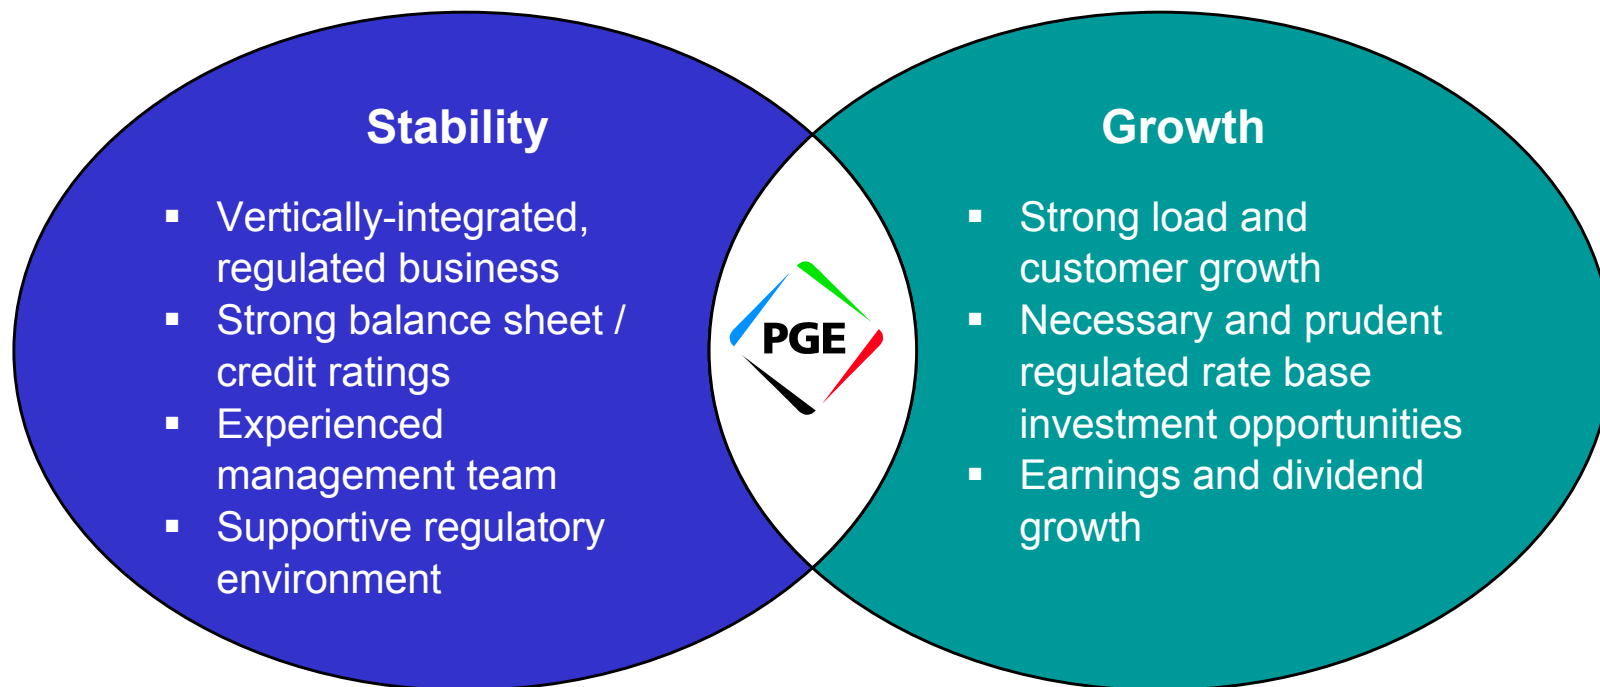 Stability
▪ Vertically-integrated,
regulated business
▪ Strong balance sheet /
credit ratings
▪ Experienced
management team
▪ Supportive regulatory
environment
PGE
Growth
▪ Strong load and
customer growth
▪ Necessary and prudent
regulated rate base
investment opportunities
▪ Earnings and dividend
growth